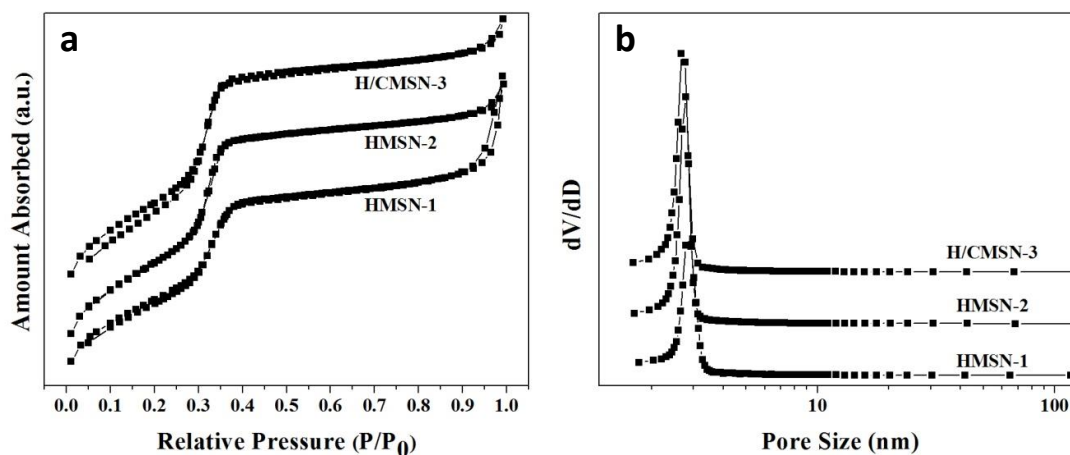 a
Amount Absorbed (a.u.)
H/CMSN-3
HMSN-2
HMSN-1
0.0 0.1 0.2 0.3 0.4 0.5 0.6 0.7 0.8 0.9 1.0
Relative Pressure (P/P0)
b
dV/dD
H/CMSN-3
HMSN-2
HMSN-1
10 100
Pore Size (nm)